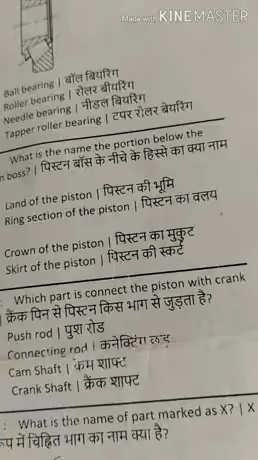 Made with KINEMASTER
Ball bearing | बॉल बियरिंग
Roller bearing | रोलर बीयरिंग
Needle bearing | नीडल बियरिंग
Tapper roller bearing | टपर रोलर बेयरिंग
What is the name the portion below the
boss? | पिस्टन बॉस के नीचे के हिस्से का क्या नाम
Land of the piston | पिस्टन की भूमि
Ring section of the piston | पिस्टन का वलय
Crown of the piston | पिस्टन का मुकुट
Skirt of the piston | पिस्टन की स्कर्ट
: Which part is connect the piston with crank
| कैंक पिन से पिस्टन किस भाग से जुड़ता है?
Push rod | पुश रोड
Connecting rod | कनेक्टिंग
Cam Shaft | कैम शाफ्ट
Crank Shaft | क्रैंक शाफ्ट
: What is the name of part marked as X? | X
रूप में चिह्नित भाग का नाम क्या है?